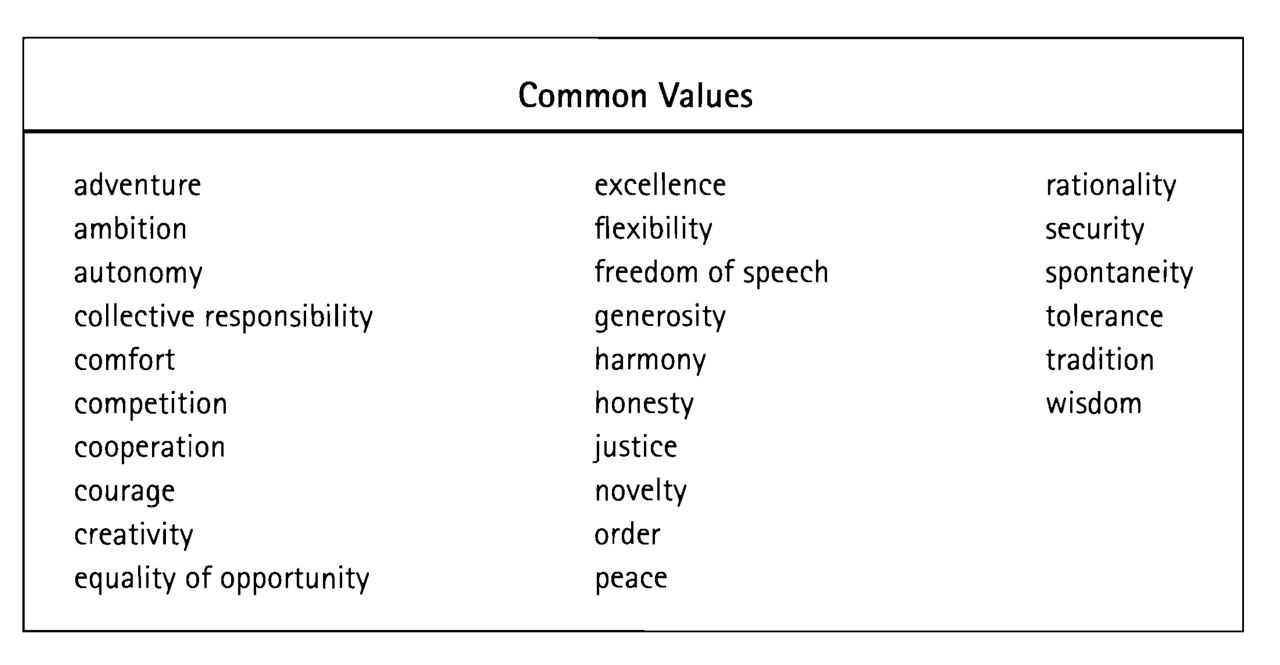 Common Values
adventure
ambition
autonomy
collective responsibility
comfort
competition
cooperation
courage
creativity
equality of opportunity
excellence
flexibility
freedom of speech
generosity
harmony
honesty
justice
novelty
order
peace
rationality
security
spontaneity
tolerance
tradition
wisdom